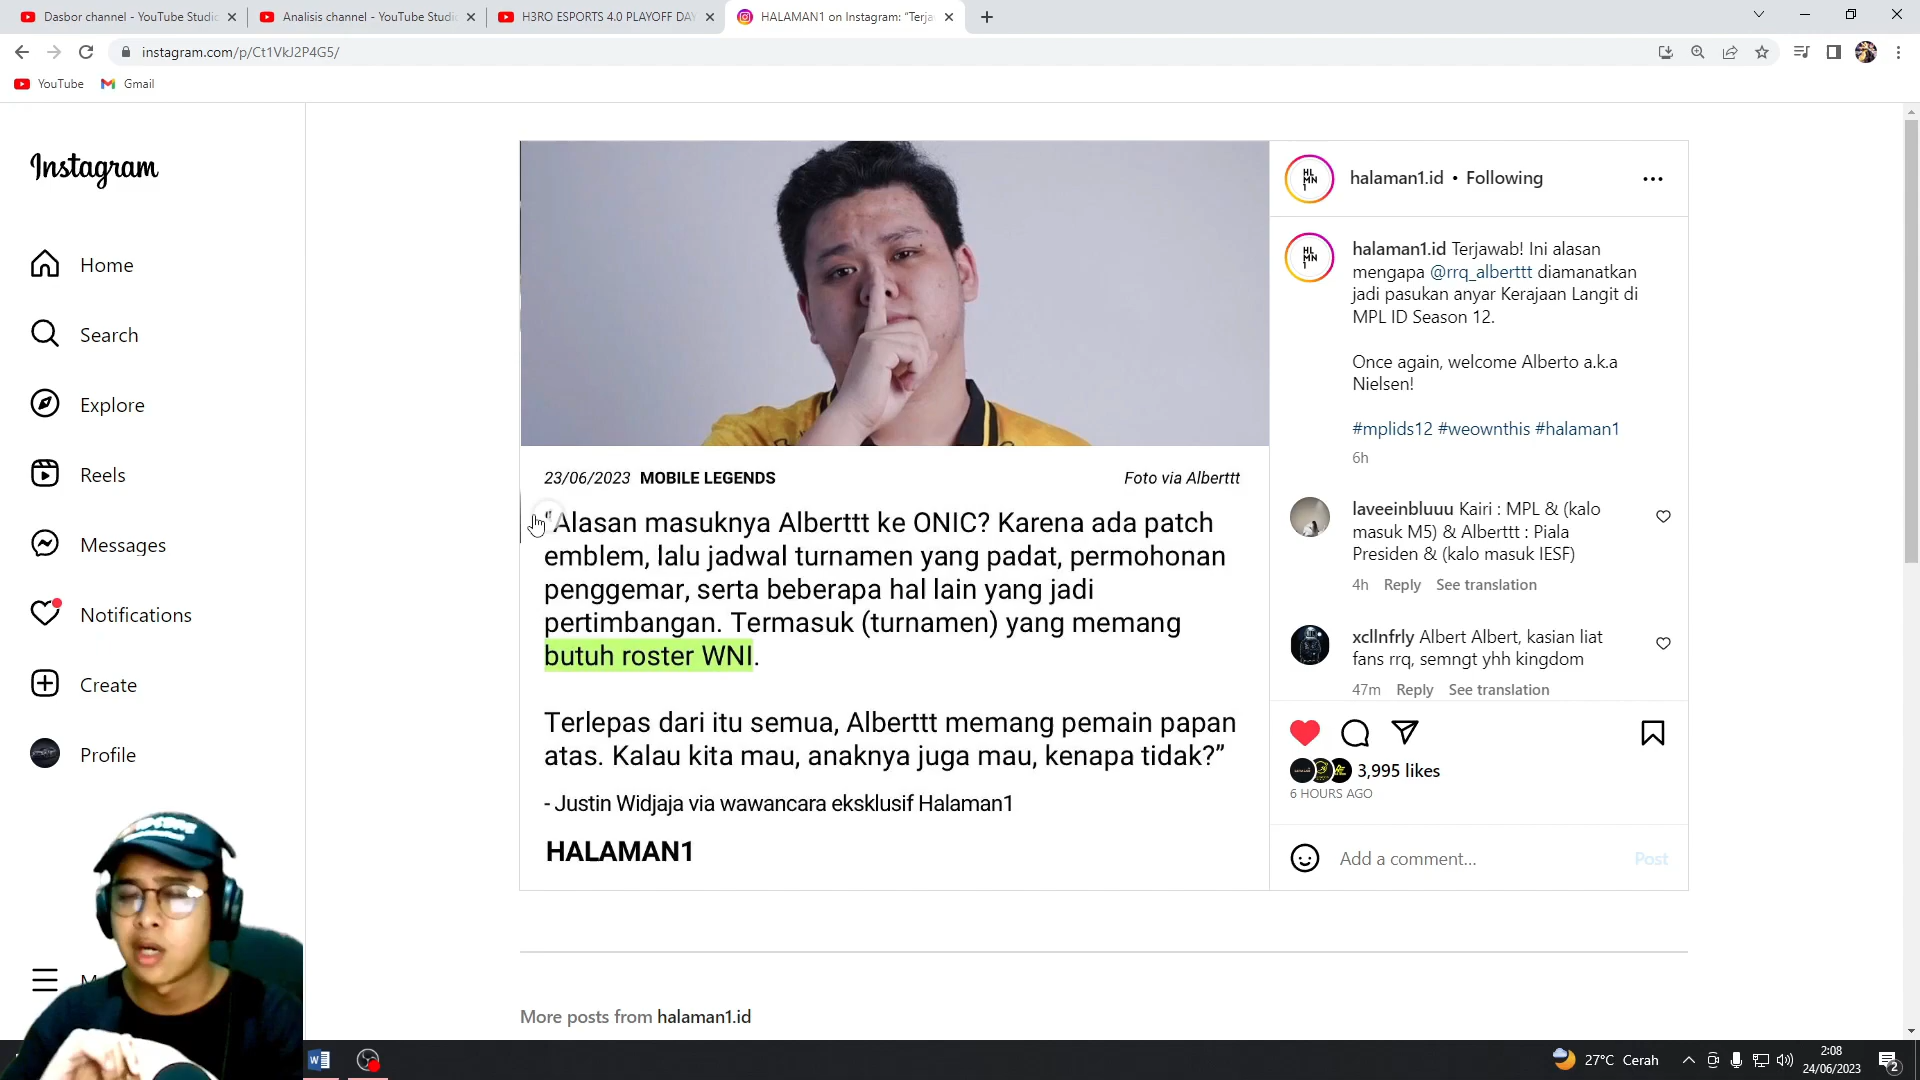 Dasbor channel - YouTube Studio
Analisis channel - YouTube Studio
H3RO ESPORTS 4.0 PLAYOFF DAY
HALAMAN1 on Instagram: "Terja
instagram.com/p/Ct1VkJ2P4G5/
YouTube
Gmail
Instagram
Home
Search
Explore
Reels
Messages
Notifications
Create
Profile
23/06/2023 MOBILE LEGENDS
Foto via Alberttt
"Alasan masuknya Alberttt ke ONIC? Karena ada patch
emblem, lalu jadwal turnamen yang padat, permohonan
penggemar, serta beberapa hal lain yang jadi
pertimbangan. Termasuk (turnamen) yang memang
butuh roster WNI.
Terlepas dari itu semua, Alberttt memang pemain papan
atas. Kalau kita mau, anaknya juga mau, kenapa tidak?"
- Justin Widjaja via wawancara eksklusif Halaman1
HALAMAN1
HL
MN
1
halaman1.id • Following
HL
MN
1
halaman1.id Terjawab! Ini alasan
mengapa @rrq_alberttt diamanatkan
jadi pasukan anyar Kerajaan Langit di
MPL ID Season 12.
Once again, welcome Alberto a.k.a
Nielsen!
#mplids12 #weownthis #halaman1
6h
laveeinbluuu Kairi : MPL & (kalo
masuk M5) & Alberttt : Piala
Presiden & (kalo masuk IESF)
4h Reply See translation
xcllnfrly Albert Albert, kasian liat
fans rrq, semngt yhh kingdom
47m Reply See translation
3,995 likes
6 HOURS AGO
Add a comment...
Post
More posts from halaman1.id
27°C Cerah
2:08
24/06/2023
2